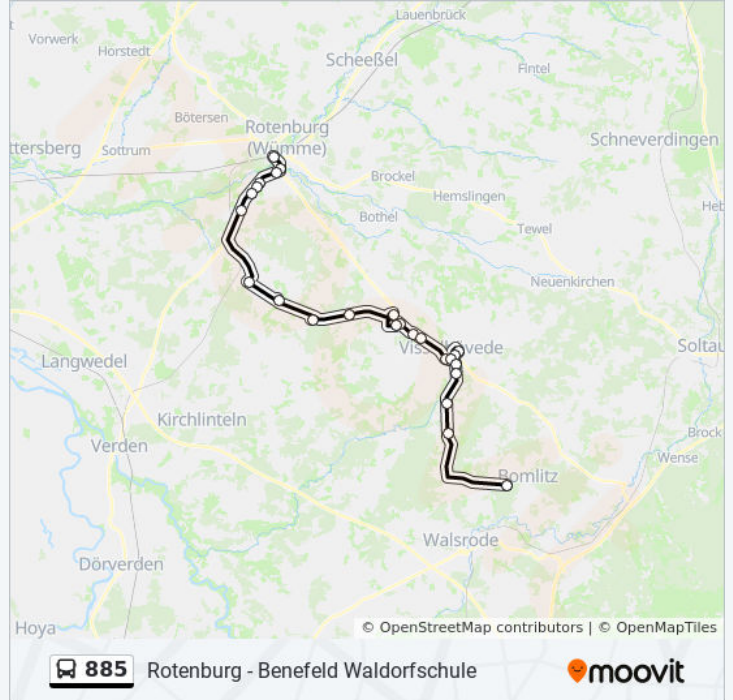 Lauenbrück
Vorwerk
Horstedt
Scheeßel
Fintel
Bötersen
Rotenburg
(Wümme)
Schneverdingen
ttersberg
Sottrum
Brockel
Hemslingen
Heb
Bothel
Tewel
Neuenkirchen
Soltau
Langwedel
Kirchlinteln
Brock
Verden
Wense
Bomlitz
Walsrode
Dörverden
Hoya
© OpenStreetMap contributors | © OpenMapTiles
885 Rotenburg - Benefeld Waldorfschule
moovit